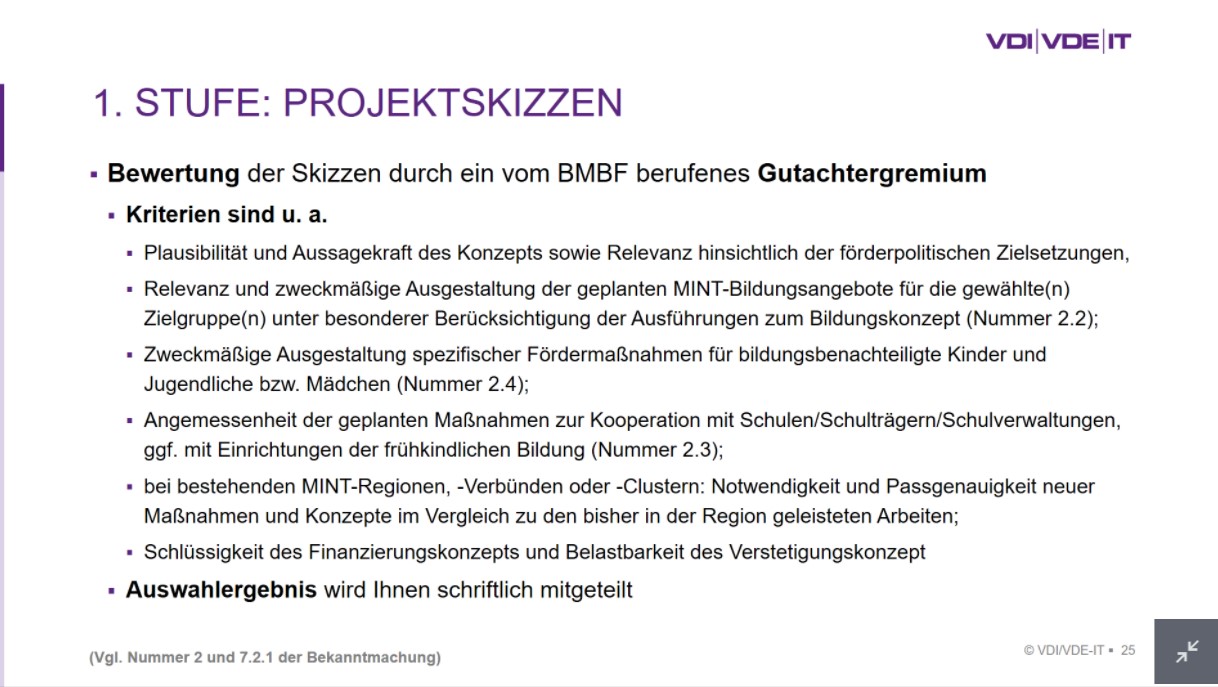 VDI|VDE|IT
1. STUFE: PROJEKTSKIZZEN
▪ Bewertung der Skizzen durch ein vom BMBF berufenes Gutachtergremium
▪ Kriterien sind u. a.
▪ Plausibilität und Aussagekraft des Konzepts sowie Relevanz hinsichtlich der förderpolitischen Zielsetzungen,
▪ Relevanz und zweckmäßige Ausgestaltung der geplanten MINT-Bildungsangebote für die gewählte(n)
Zielgruppe(n) unter besonderer Berücksichtigung der Ausführungen zum Bildungskonzept (Nummer 2.2);
▪ Zweckmäßige Ausgestaltung spezifischer Fördermaßnahmen für bildungsbenachteiligte Kinder und
Jugendliche bzw. Mädchen (Nummer 2.4);
▪ Angemessenheit der geplanten Maßnahmen zur Kooperation mit Schulen/Schulträgern/Schulverwaltungen,
ggf. mit Einrichtungen der frühkindlichen Bildung (Nummer 2.3);
▪ bei bestehenden MINT-Regionen, -Verbünden oder -Clustern: Notwendigkeit und Passgenauigkeit neuer
Maßnahmen und Konzepte im Vergleich zu den bisher in der Region geleisteten Arbeiten;
▪ Schlüssigkeit des Finanzierungskonzepts und Belastbarkeit des Verstetigungskonzept
▪ Auswahlergebnis wird Ihnen schriftlich mitgeteilt
(Vgl. Nummer 2 und 7.2.1 der Bekanntmachung)
© VDI/VDE-IT ▪ 25